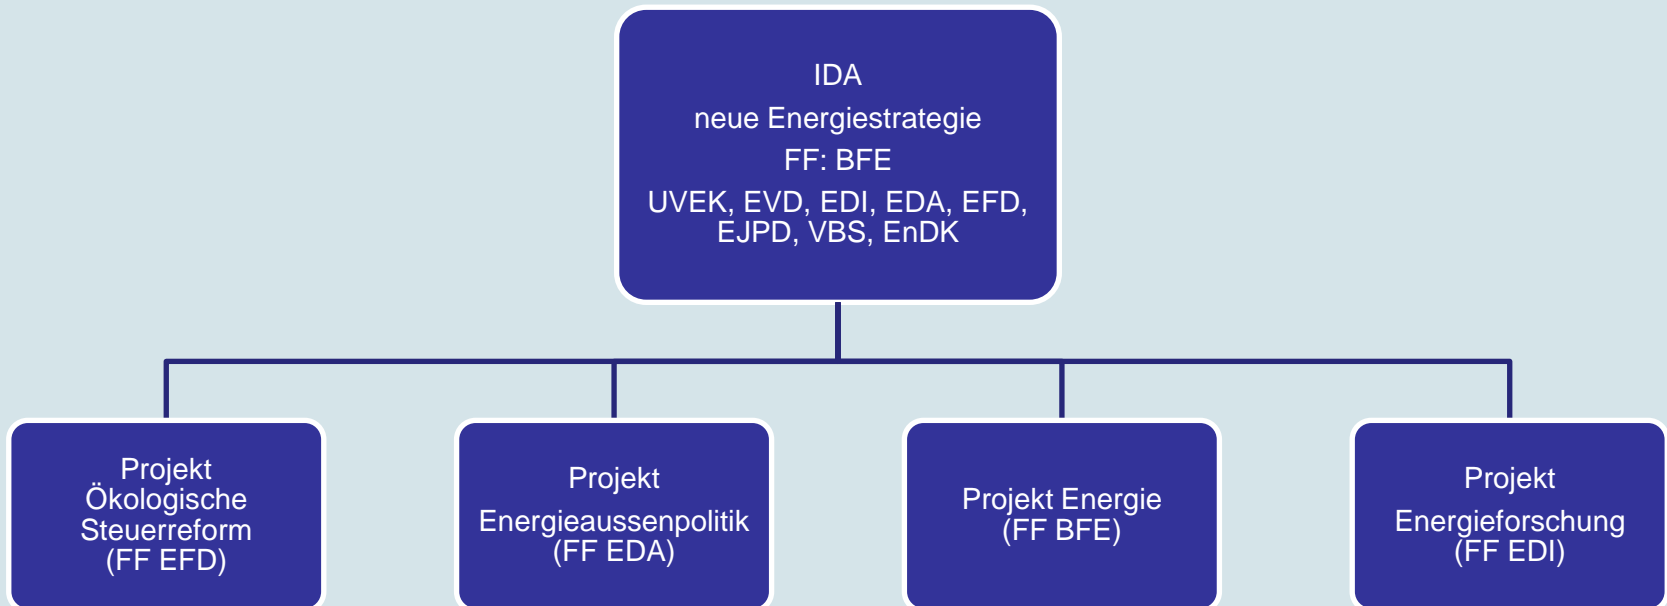 IDA
neue Energiestrategie
FF: BFE
UVEK, EVD, EDI, EDA, EFD,
EJPD, VBS, EnDK
Projekt
Ökologische
Steuerreform
(FF EFD)
Projekt
Energieaussenpolitik
(FF EDA)
Projekt Energie
(FF BFE)
Projekt
Energieforschung
(FF EDI)